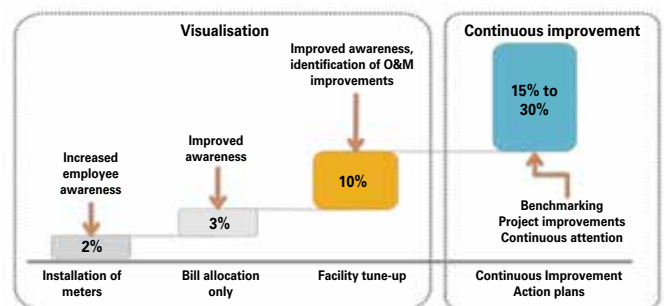 Visualisation
Continuous improvement
Improved awareness,
identification of O&M
improvements
15% to
30%
Improved
awareness
Increased
employee
awareness
10%
Benchmarking
Project improvements
Continuous attention
3%
2%
Installation of
meters
Bill allocation
only
Facility tune-up
Continuous Improvement
Action plans